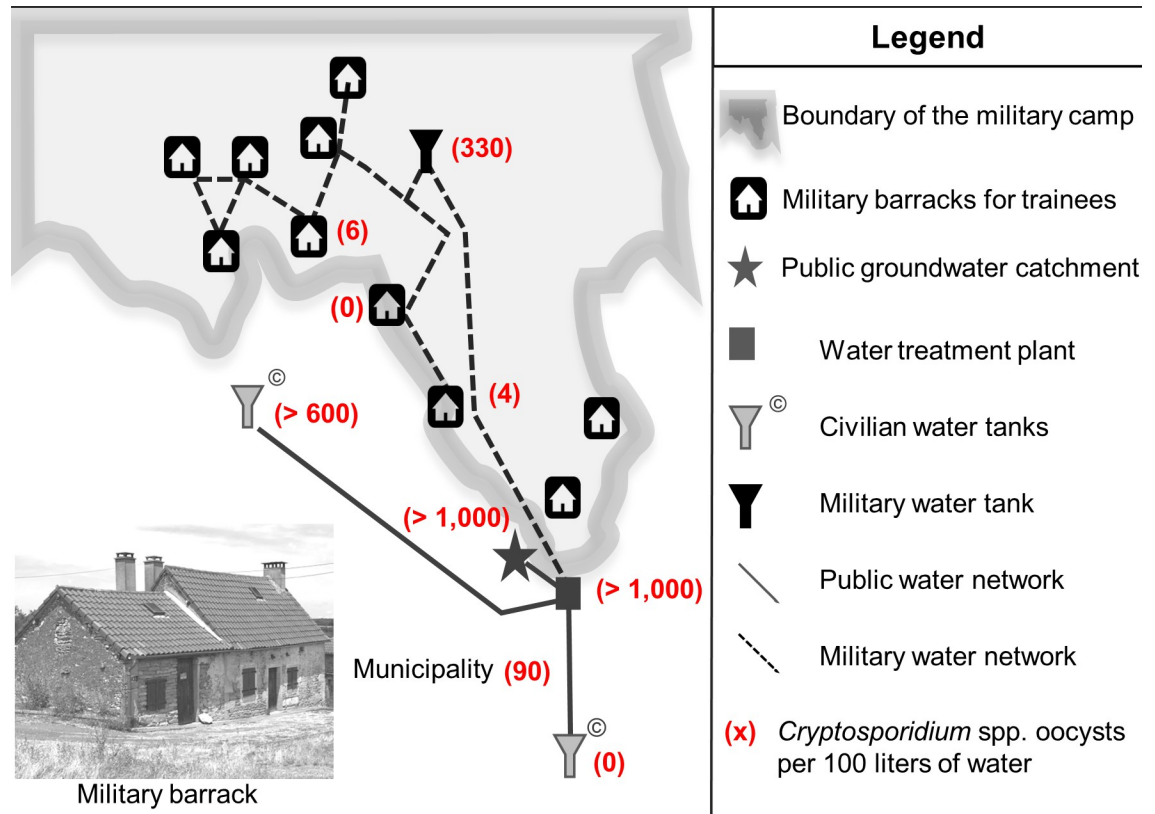 (330)
(6)
(0)
(4)
©
(> 600)
(> 1,000)
(> 1,000)
Municipality (90)
©
(0)
Military barrack
Legend
Boundary of the military camp
Military barracks for trainees
Public groundwater catchment
Water treatment plant
©
Civilian water tanks
Military water tank
Public water network
Military water network
(x) Cryptosporidium spp. oocysts
per 100 liters of water